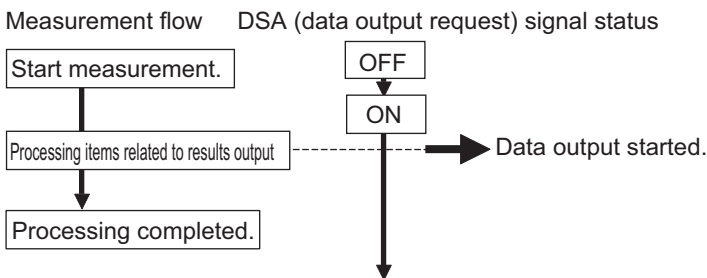 Measurement flow
DSA (data output request) signal status
Start measurement.
OFF
ON
Processing items related to results output
Data output started.
Processing completed.